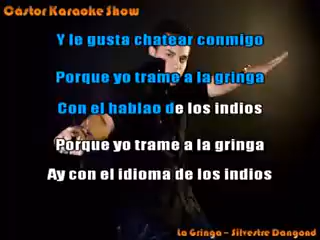 Cástor Karaoke Show
Y le gusta chatear conmigo
Porque yo trame a la gringa
Con el hablao de los indios
Porque yo trame a la gringa
Ay con el idioma de los indios
La Gringa - Silvestre Dangond